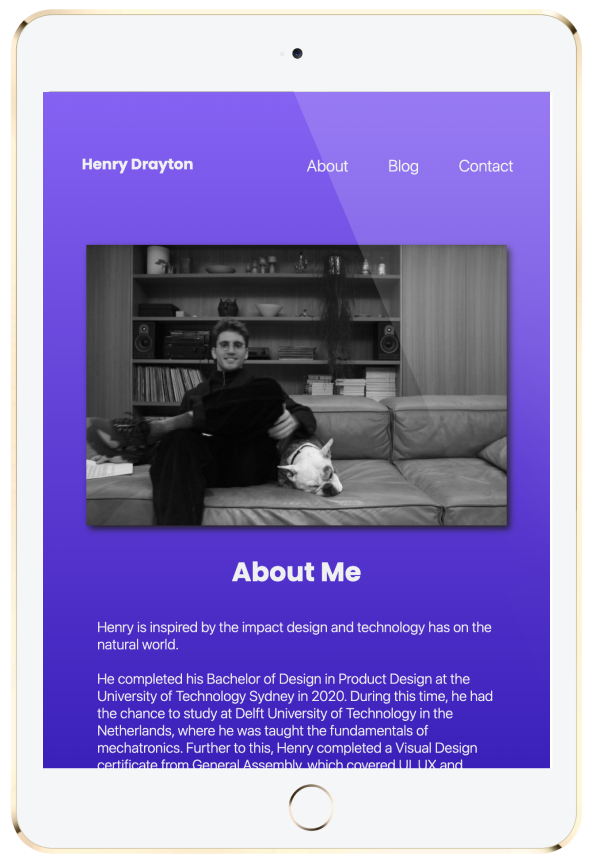 Henry Drayton About Blog Contact
About Me
Henry is inspired by the impact design and technology has on the
natural world.
He completed his Bachelor of Design in Product Design at the
University of Technology Sydney in 2020. During this time, he had
the chance to study at Delft University of Technology in the
Netherlands, where he was taught the fundamentals of
mechatronics. Further to this, Henry completed a Visual Design
certificate from General Assembly, which covered UI, UX and